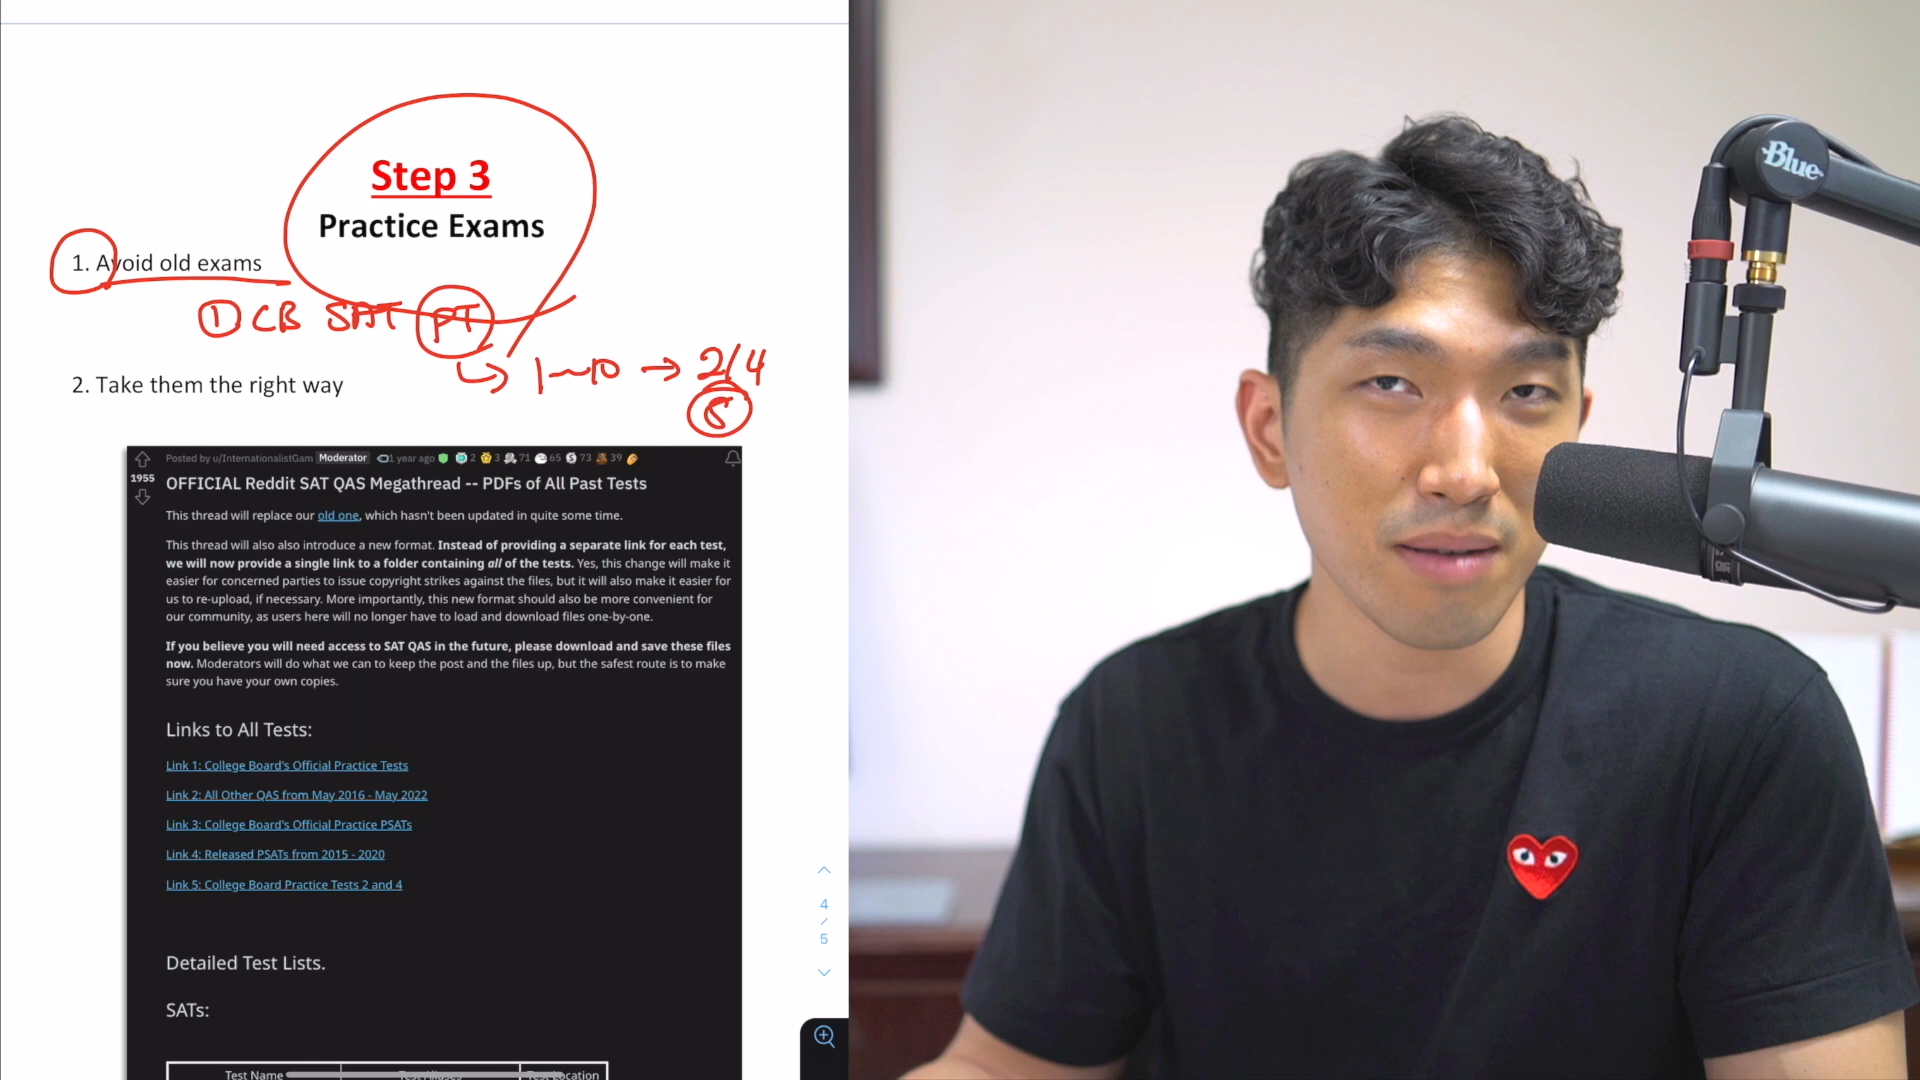 Step 3
Practice Exams
1. Avoid old exams
① CB SAT PT
1~10 → 2/4
8
2. Take them the right way
Posted by u/InternationalistGam Moderator 1 year ago 2 3 71 65 73 39
1955
OFFICIAL Reddit SAT QAS Megathread -- PDFs of All Past Tests
This thread will replace our old one, which hasn't been updated in quite some time.
This thread will also also introduce a new format. Instead of providing a separate link for each test,
we will now provide a single link to a folder containing all of the tests. Yes, this change will make it
easier for concerned parties to issue copyright strikes against the files, but it will also make it easier for
us to re-upload, if necessary. More importantly, this new format should also be more convenient for
our community, as users here will no longer have to load and download files one-by-one.
If you believe you will need access to SAT QAS in the future, please download and save these files
now. Moderators will do what we can to keep the post and the files up, but the safest route is to make
sure you have your own copies.
Links to All Tests:
Link 1: College Board's Official Practice Tests
Link 2: All Other QAS from May 2016 - May 2022
Link 3: College Board's Official Practice PSATs
Link 4: Released PSATs from 2015 - 2020
Link 5: College Board Practice Tests 2 and 4
Detailed Test Lists.
SATs:
Test Name Test Aliases Test Location
4
/
5
Blue